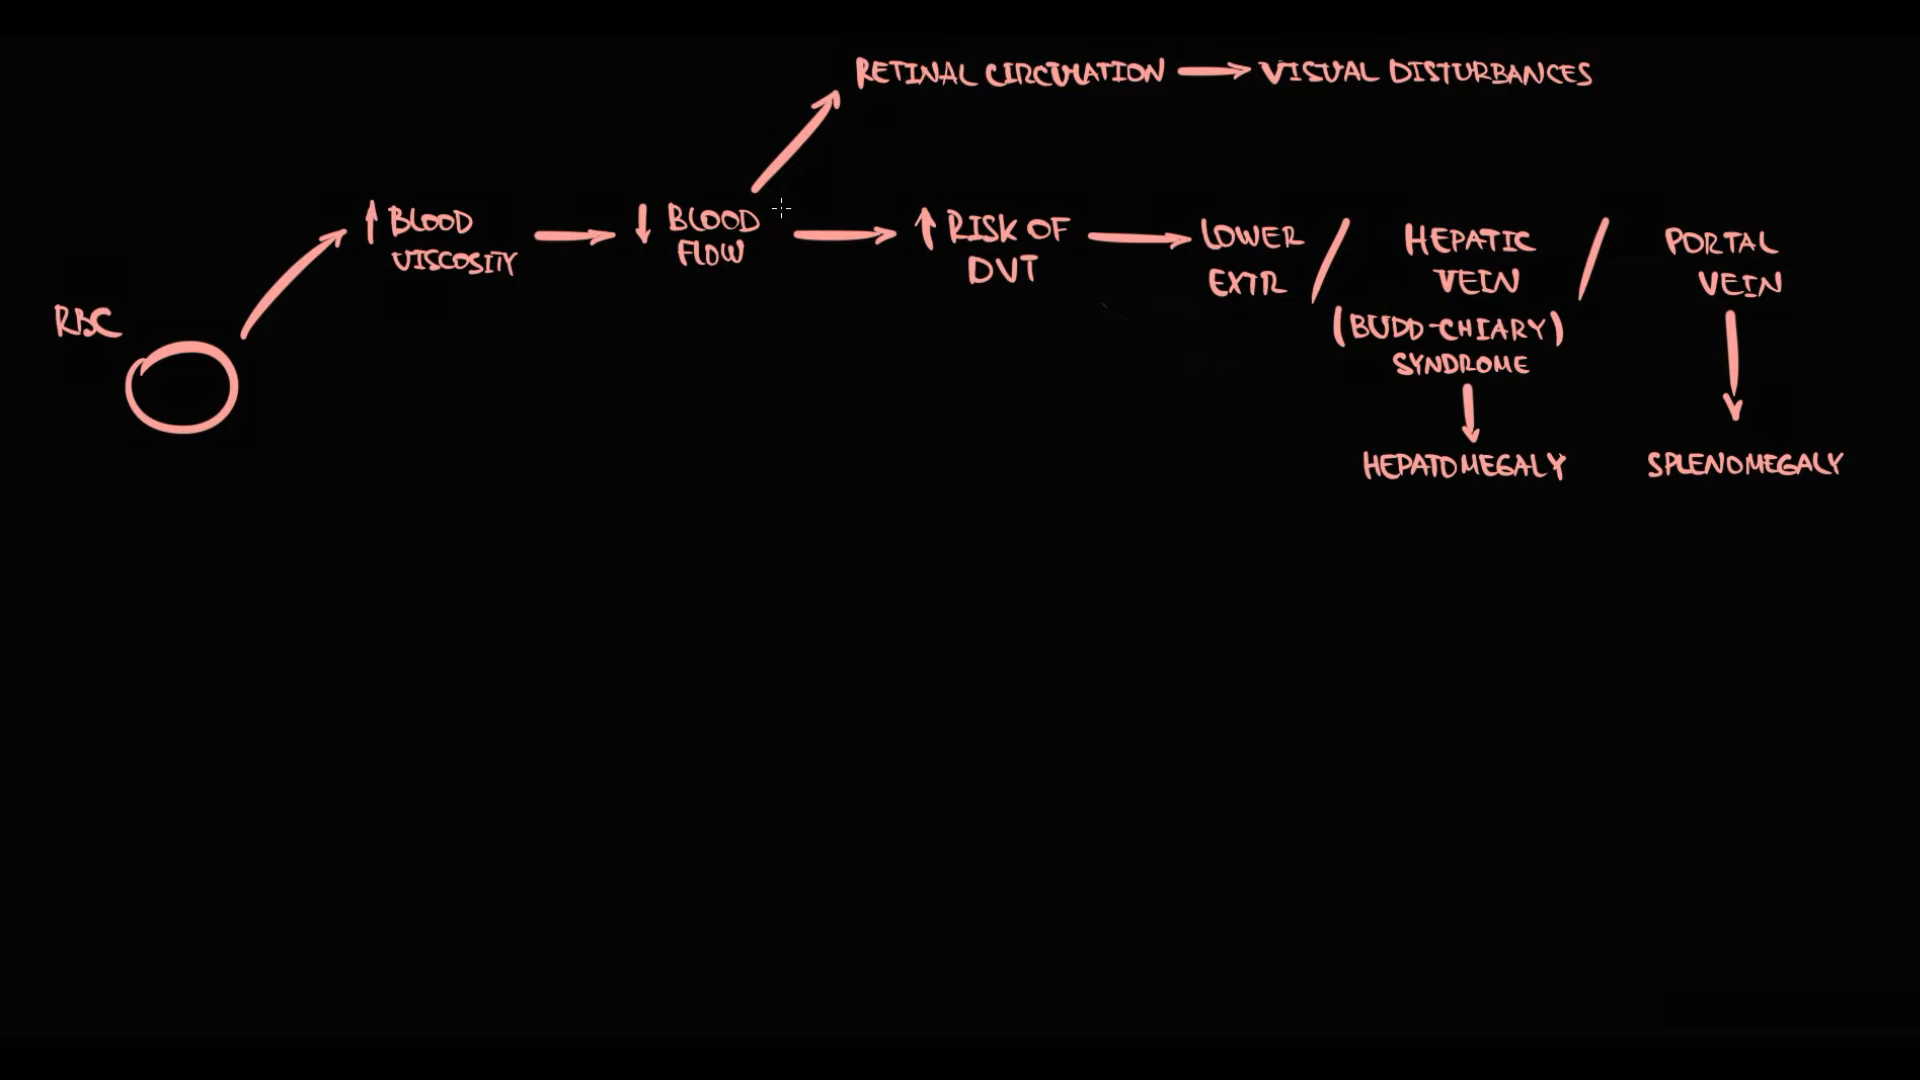 RETINAL CIRCULATION → VISUAL DISTURBANCES
RBC
↑ BLOOD
VISCOSITY
→ ↓ BLOOD
FLOW
→ ↑ RISK OF
DVT
→ LOWER
EXTR
/ HEPATIC
VEIN
(BUDD-CHIARY)
SYNDROME
HEPATOMEGALY
/ PORTAL
VEIN
SPLENOMEGALY